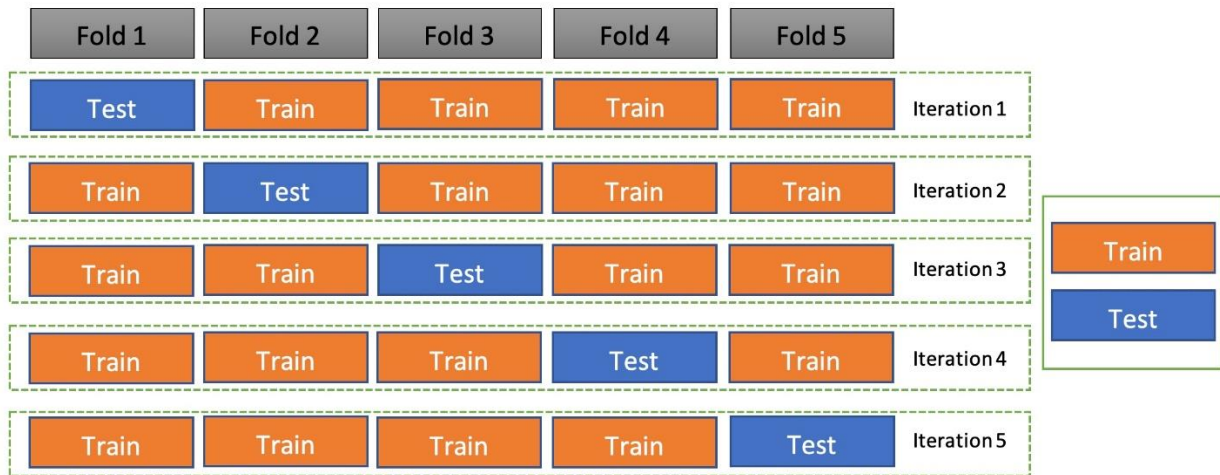 Fold 1 Fold 2 Fold 3 Fold 4 Fold 5
Test Train Train Train Train Iteration 1
Train Test Train Train Train Iteration 2
Train Train Test Train Train Iteration 3
Train Train Train Test Train Iteration 4
Train Train Train Train Test Iteration 5
Train
Test